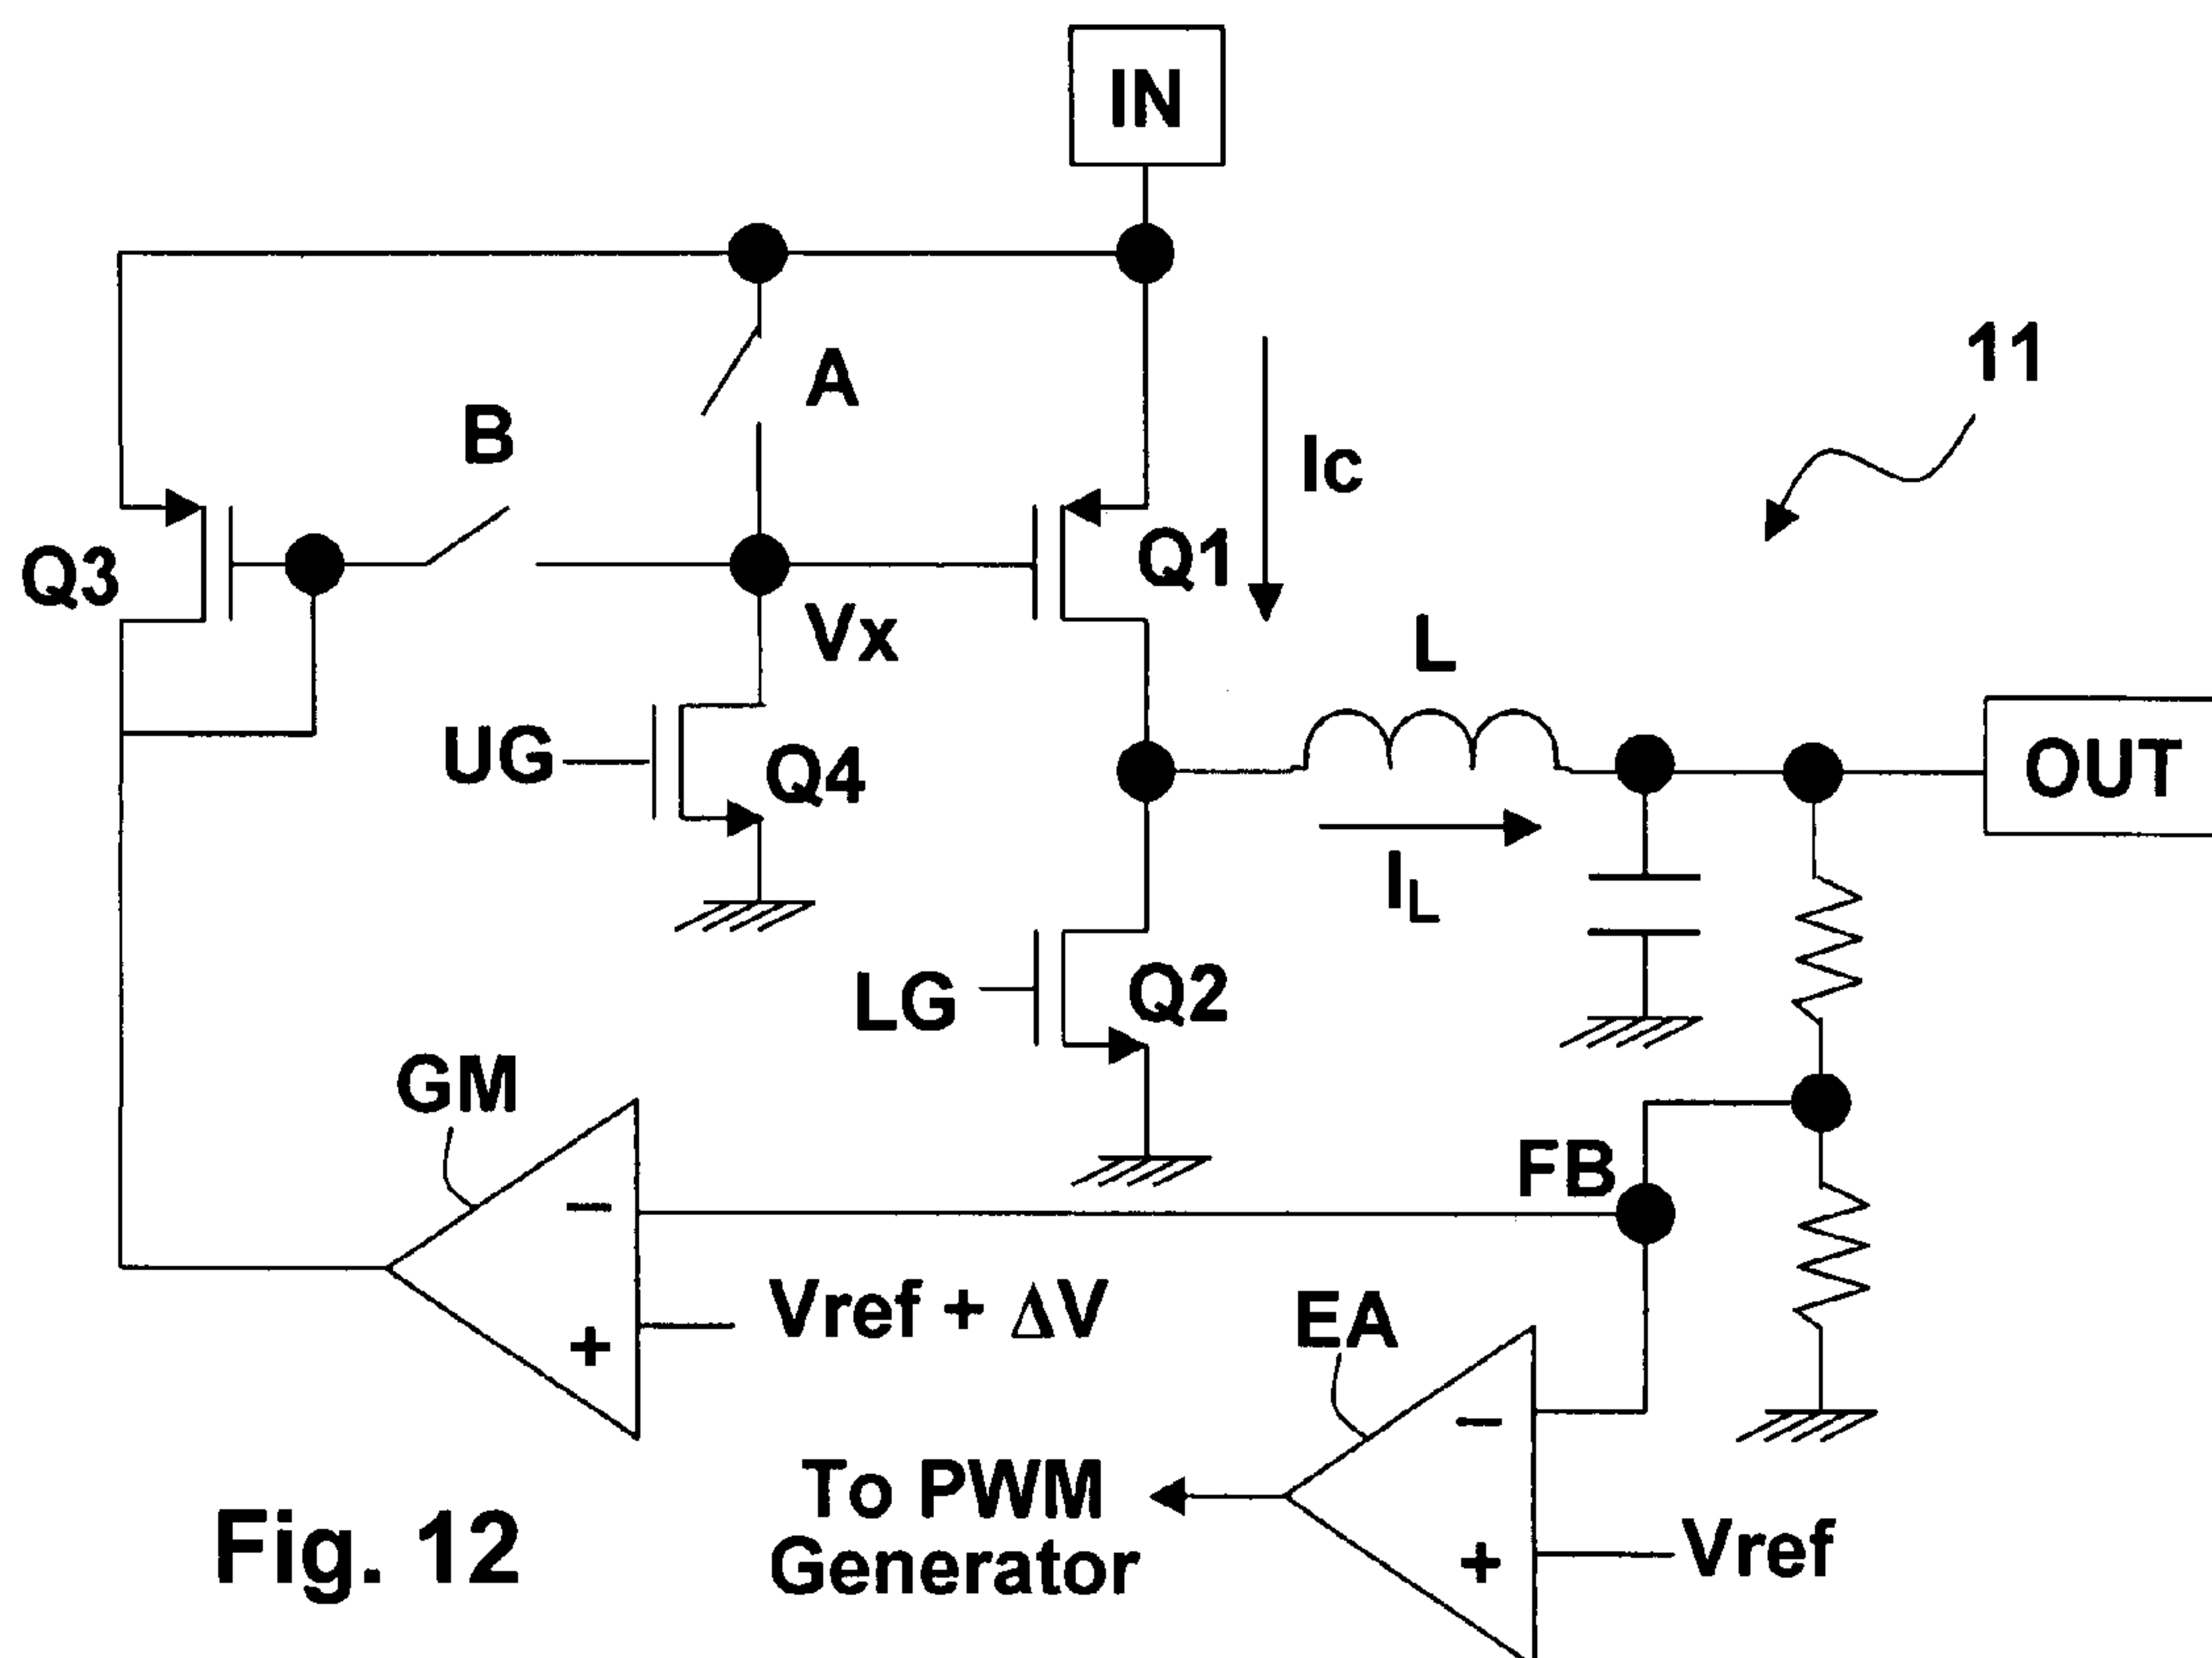 IN
11
A
B
Ic
Q3
Q1
Vx
L
UG
Q4
OUT
IL
LG
Q2
GM
−
FB
Vref + ΔV
+
EA
−
To PWM
Generator
Vref
+
Fig. 12